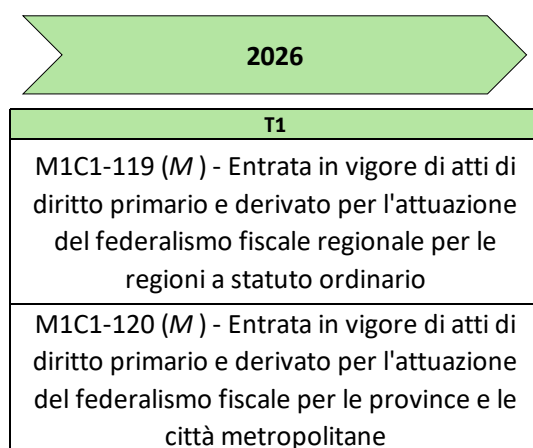 2026
T1
M1C1-119 (M ) - Entrata in vigore di atti di
diritto primario e derivato per l'attuazione
del federalismo fiscale regionale per le
regioni a statuto ordinario
M1C1-120 (M ) - Entrata in vigore di atti di
diritto primario e derivato per l'attuazione
del federalismo fiscale per le province e le
città metropolitane